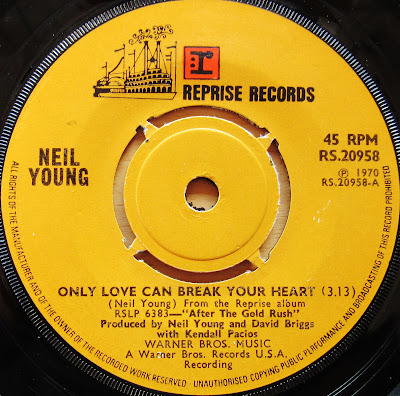 r:
REPRISE RECORDS
NEIL
YOUNG
45 RPM
RS.20958
Ⓟ 1970
RS.20958-A
ONLY LOVE CAN BREAK YOUR HEART (3.13)
(Neil Young) From the Reprise album
RSLP 6383—"After The Gold Rush"
Produced by Neil Young and David Briggs
with Kendall Pacios
WARNER BROS. MUSIC
A Warner Bros. Records U.S.A.
Recording
ALL RIGHTS OF THE MANUFACTURER AND OF THE OWNER OF THE RECORDED WORK RESERVED · UNAUTHORISED COPYING PUBLIC PERFORMANCE AND BROADCASTING OF THIS RECORD PROHIBITED